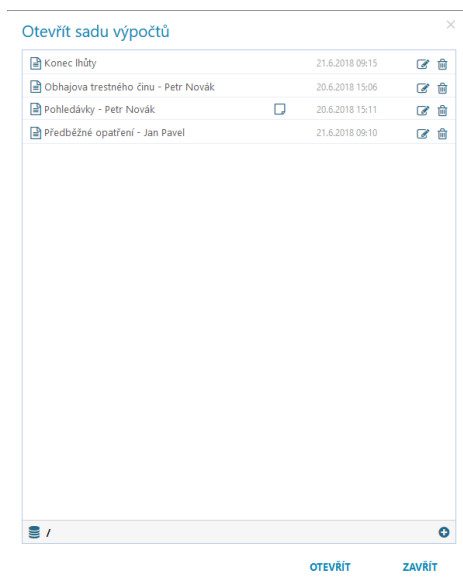 Otevřít sadu výpočtů
Konec lhůty 21.6.2018 09:15
Obhajova trestného činu - Petr Novák 20.6.2018 15:06
Pohledávky - Petr Novák 20.6.2018 15:11
Předběžné opatření - Jan Pavel 21.6.2018 09:10
/
OTEVŘÍT ZAVŘÍT